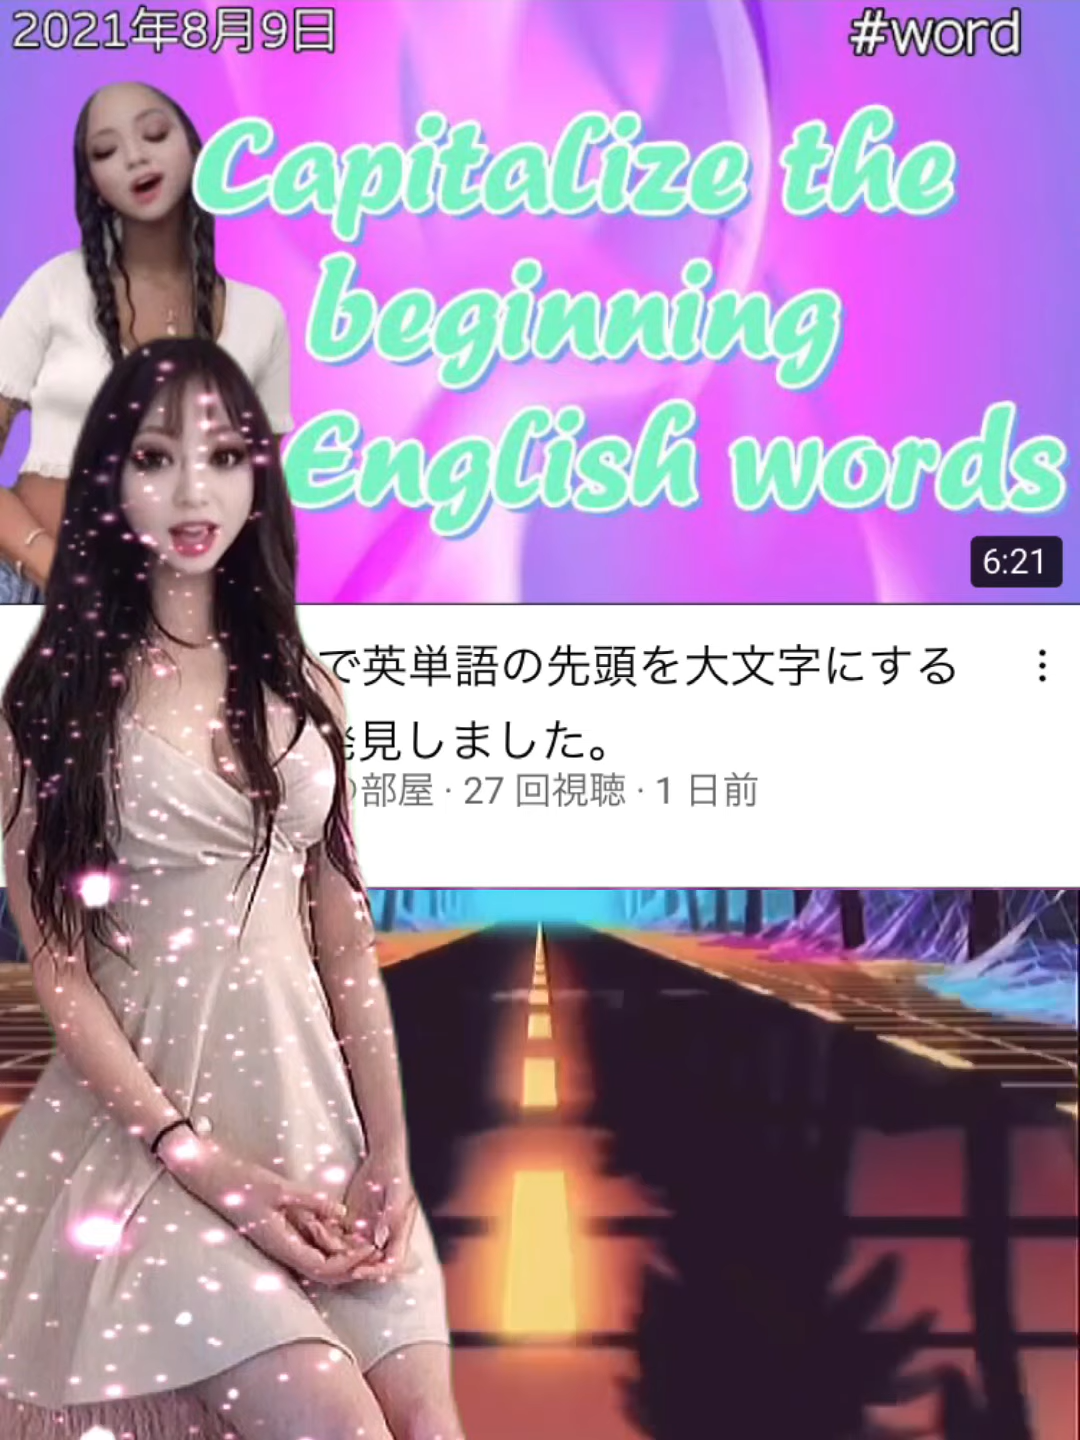 2021年8月9日
#word
Capitalize the
beginning
English words
6:21
で英単語の先頭を大文字にする
発見しました。
の部屋・27 回視聴・1 日前